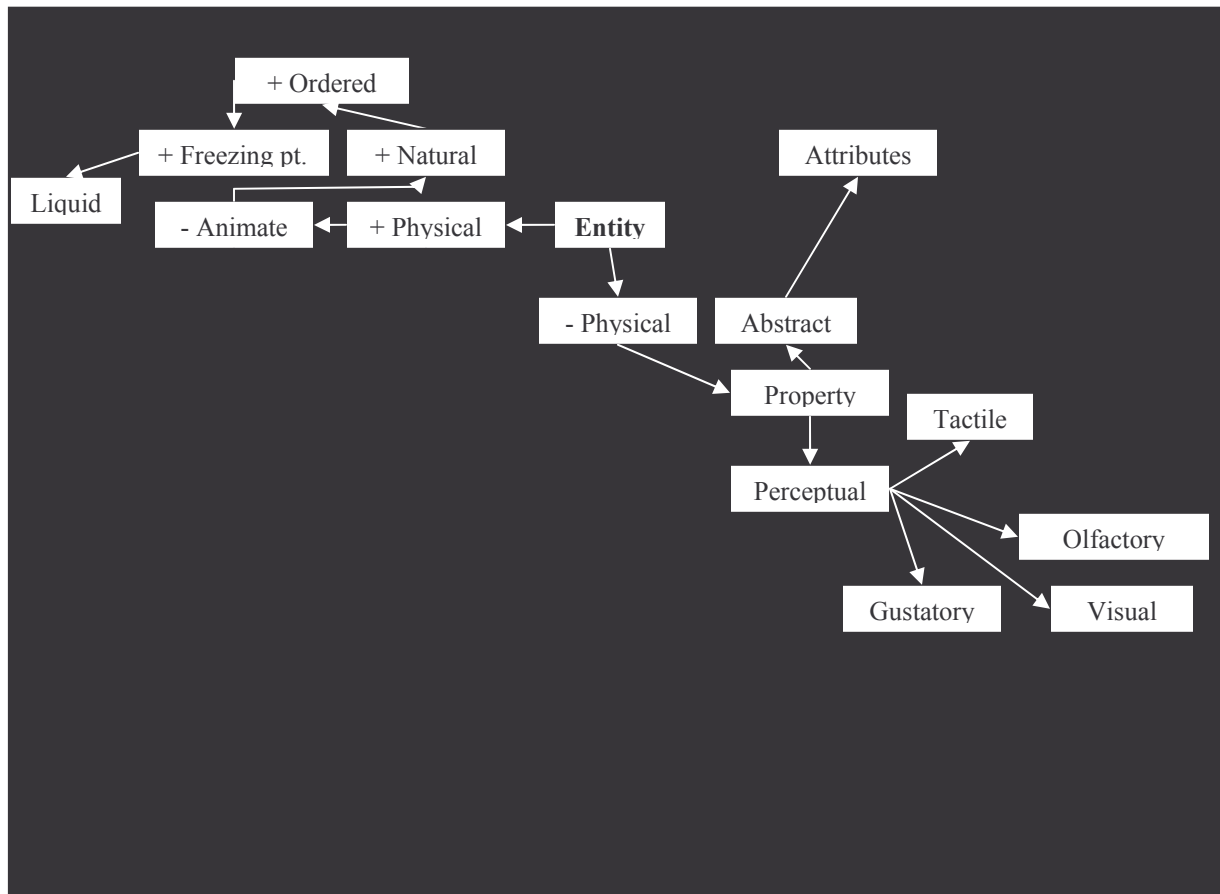 + Ordered
+ Freezing pt.
+ Natural
Attributes
Liquid
- Animate
+ Physical
Entity
- Physical
Abstract
Property
Tactile
Perceptual
Olfactory
Gustatory
Visual